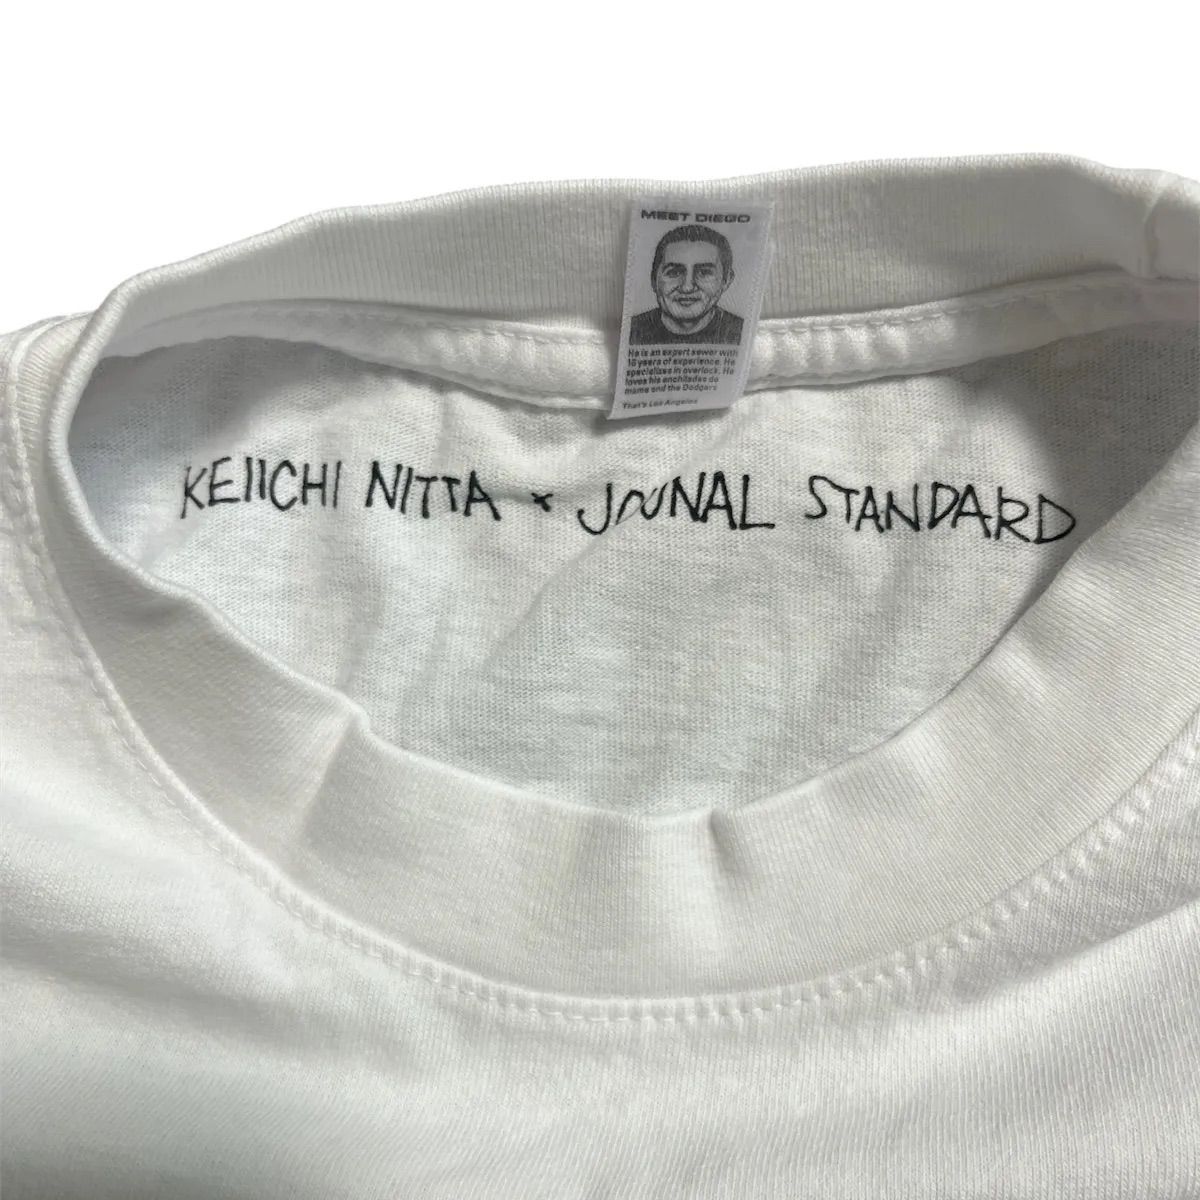 MEET DIEGO
He is an expert sewer with
16 years of experience. He
specializes in overlock. He
loves his enchiladas de
mama and the Dodgers
That's Los Angeles
KEIICHI NITTA × JOUNAL STANDARD